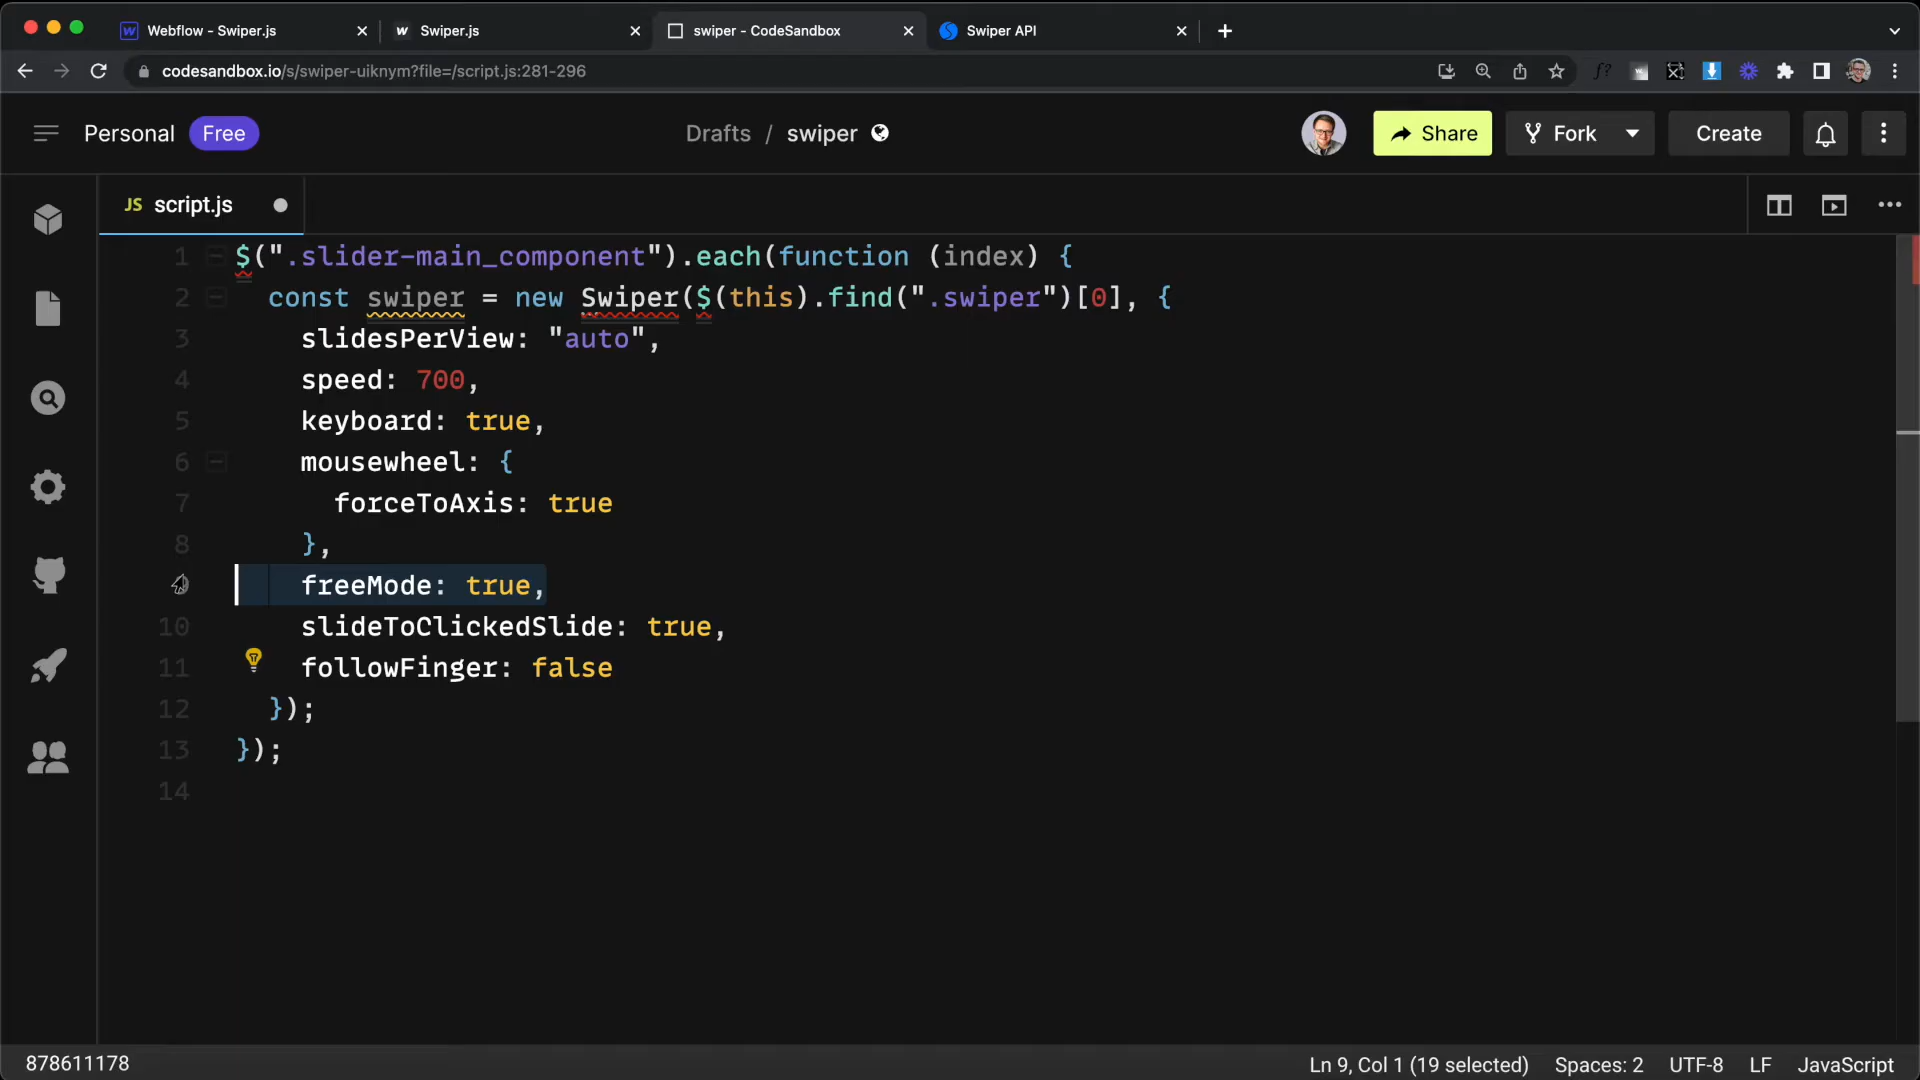 Webflow - Swiper.js
Swiper.js
swiper - CodeSandbox
Swiper API
codesandbox.io/s/swiper-uiknym?file=/script.js:281-296
Personal Free
Drafts / swiper
Share
Fork
Create
JS script.js
1 $(".slider-main_component").each(function (index) {
2 const swiper = new Swiper($(this).find(".swiper")[0], {
3 slidesPerView: "auto",
4 speed: 700,
5 keyboard: true,
6 mousewheel: {
7 forceToAxis: true
8 },
freeMode: true,
10 slideToClickedSlide: true,
11 followFinger: false
12 });
13 });
14
878611178
Ln 9, Col 1 (19 selected) Spaces: 2 UTF-8 LF JavaScript